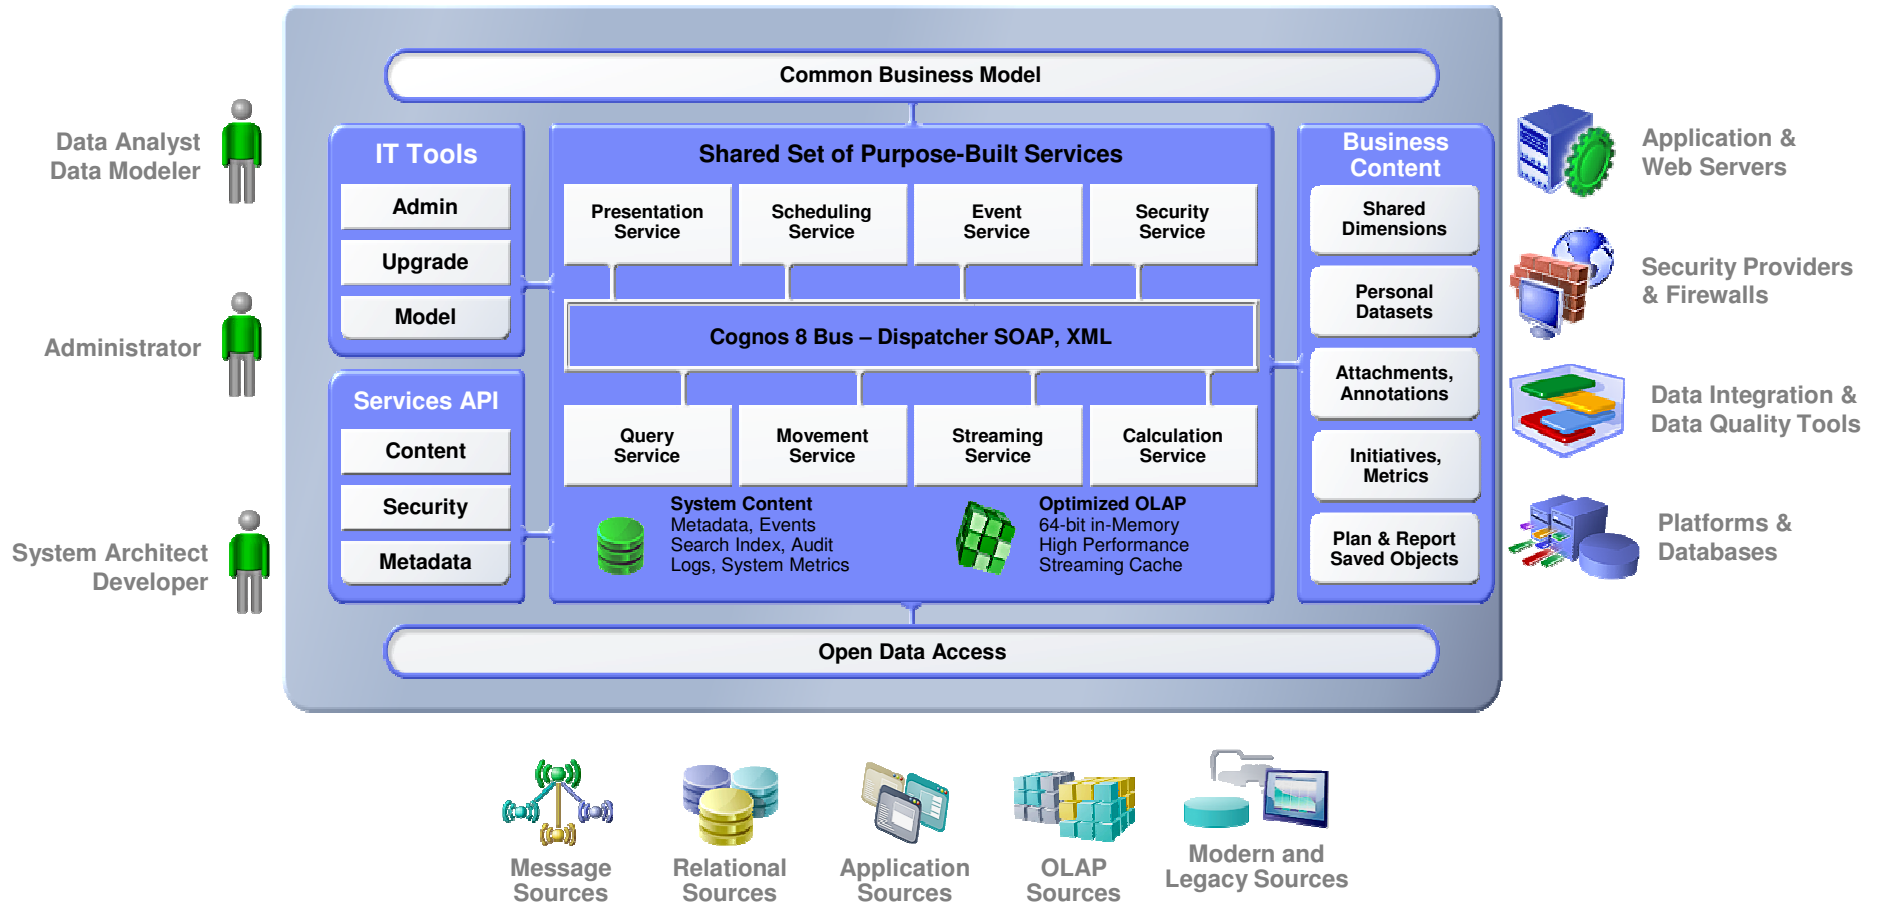 Common Business Model
Data Analyst
Data Modeler
Administrator
System Architect
Developer
IT Tools
Admin
Upgrade
Model
Services API
Content
Security
Metadata
Shared Set of Purpose-Built Services
Presentation
Service
Scheduling
Service
Event
Service
Security
Service
Cognos 8 Bus – Dispatcher SOAP, XML
Query
Service
Movement
Service
Streaming
Service
Calculation
Service
System Content
Metadata, Events
Search Index, Audit
Logs, System Metrics
Optimized OLAP
64-bit in-Memory
High Performance
Streaming Cache
Business
Content
Shared
Dimensions
Personal
Datasets
Attachments,
Annotations
Initiatives,
Metrics
Plan & Report
Saved Objects
Application &
Web Servers
Security Providers
& Firewalls
Data Integration &
Data Quality Tools
Platforms &
Databases
Open Data Access
Message
Sources
Relational
Sources
Application
Sources
OLAP
Sources
Modern and
Legacy Sources